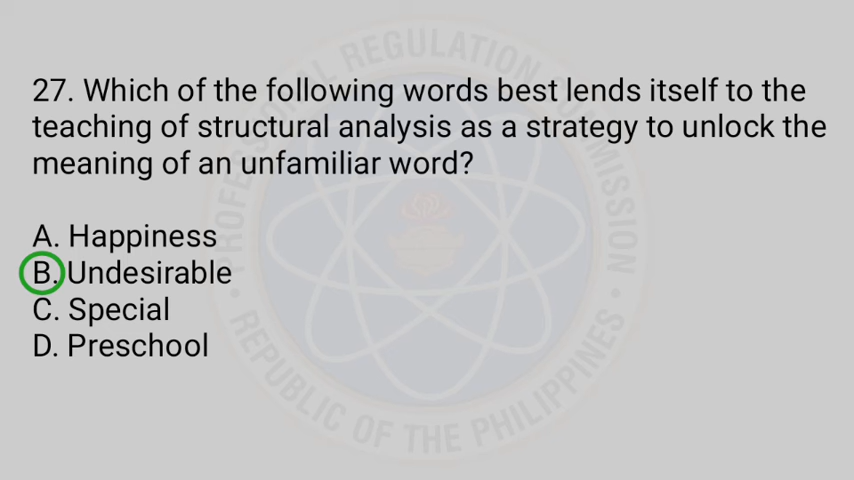 PROFESSIONAL REGULATION COMMISSION
27. Which of the following words best lends itself to the
teaching of structural analysis as a strategy to unlock the
meaning of an unfamiliar word?
A. Happiness
B. Undesirable
C. Special
D. Preschool
REPUBLIC OF THE PHILIPPINES